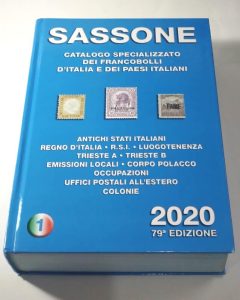 SASSONE
CATALOGO SPECIALIZZATO
DEI FRANCOBOLLI
D'ITALIA E DEI PAESI ITALIANI
FAME
ANTICHI STATI ITALIANI
REGNO D'ITALIA • R.S.I. • LUOGOTENENZA
TRIESTE A • TRIESTE B
EMISSIONI LOCALI • CORPO POLACCO
OCCUPAZIONI
UFFICI POSTALI ALL'ESTERO
COLONIE
1
2020
79ª EDIZIONE